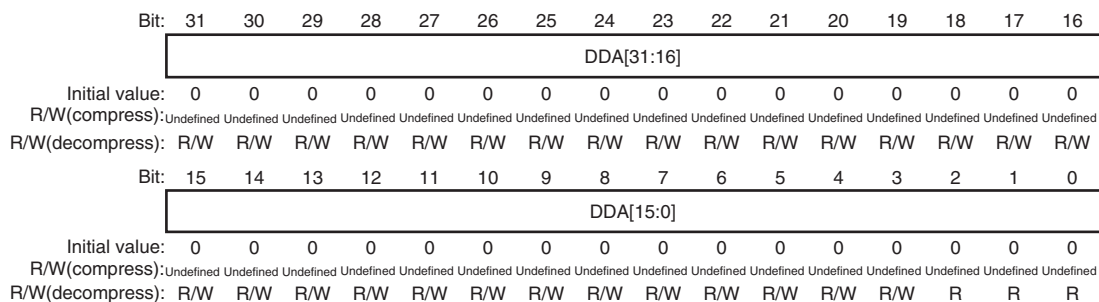 Bit: 31 30 29 28 27 26 25 24 23 22 21 20 19 18 17 16
DDA[31:16]
Initial value: 0 0 0 0 0 0 0 0 0 0 0 0 0 0 0 0
R/W(compress): Undefined Undefined Undefined Undefined Undefined Undefined Undefined Undefined Undefined Undefined Undefined Undefined Undefined Undefined Undefined Undefined
R/W(decompress): R/W R/W R/W R/W R/W R/W R/W R/W R/W R/W R/W R/W R/W R/W R/W R/W
Bit: 15 14 13 12 11 10 9 8 7 6 5 4 3 2 1 0
DDA[15:0]
Initial value: 0 0 0 0 0 0 0 0 0 0 0 0 0 0 0 0
R/W(compress): Undefined Undefined Undefined Undefined Undefined Undefined Undefined Undefined Undefined Undefined Undefined Undefined Undefined Undefined Undefined Undefined
R/W(decompress): R/W R/W R/W R/W R/W R/W R/W R/W R/W R/W R/W R/W R/W R R R